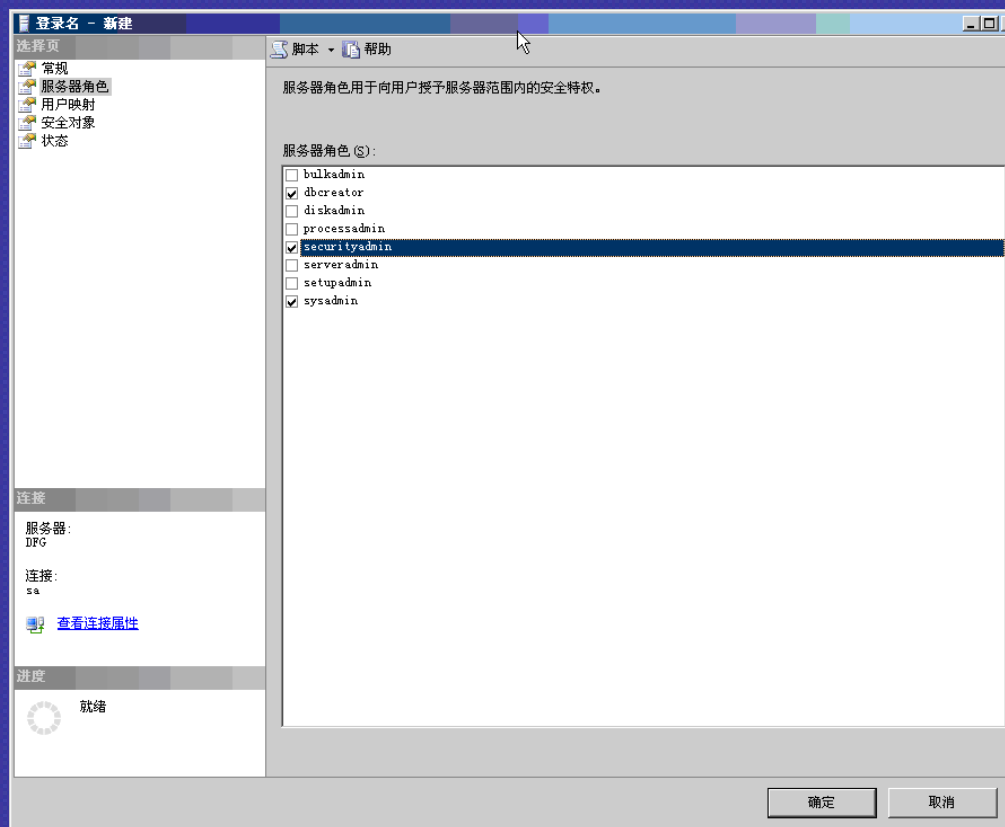 登录名 - 新建
选择页
常规
服务器角色
用户映射
安全对象
状态
脚本 帮助
服务器角色用于向用户授予服务器范围内的安全特权。
服务器角色(S):
bulkadmin
dbcreator
diskadmin
processadmin
securityadmin
serveradmin
setupadmin
sysadmin
连接
服务器:
DFG
连接:
sa
查看连接属性
进度
就绪
确定 取消